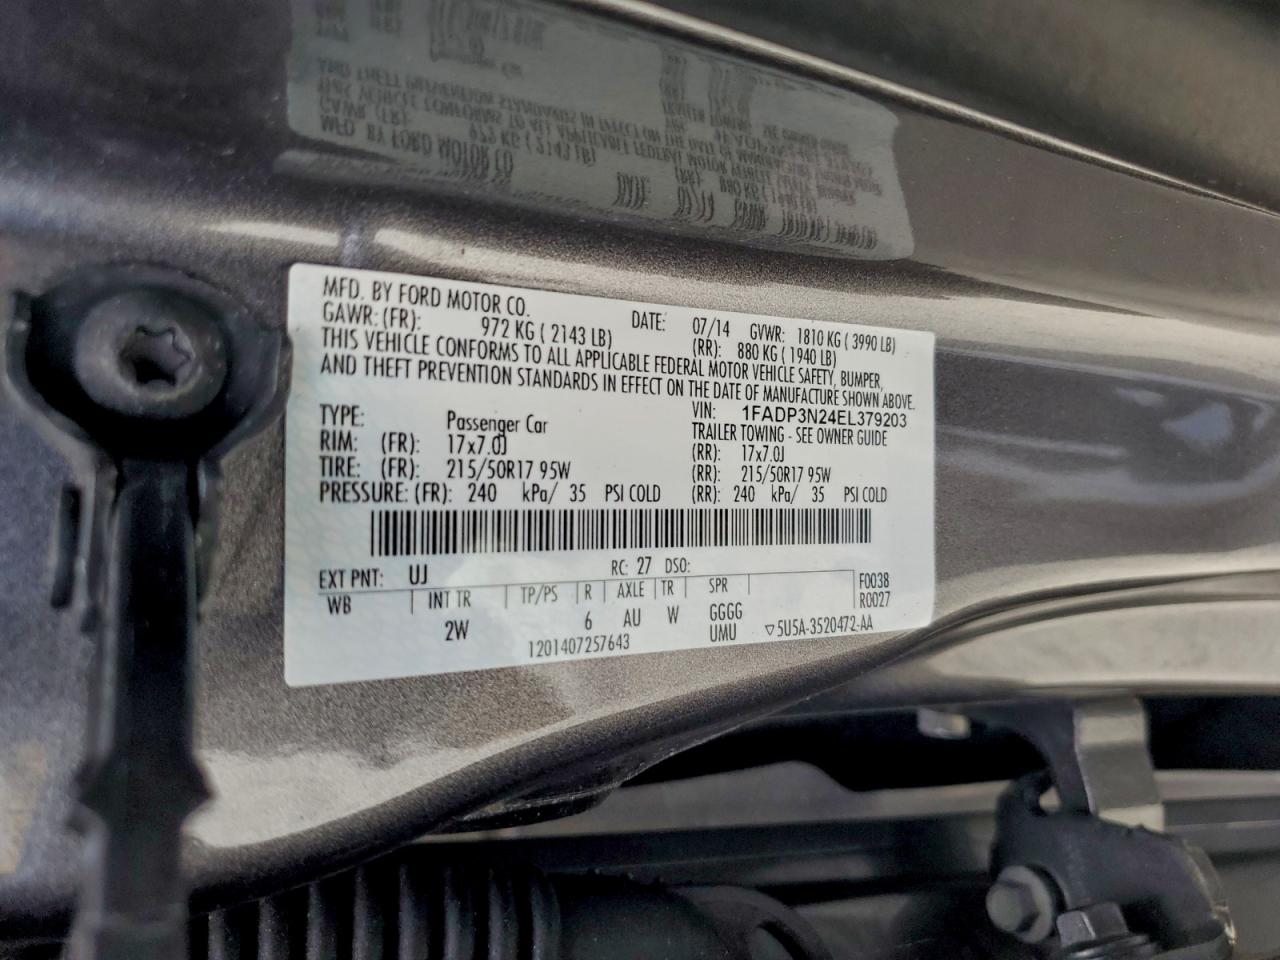 MFD. BY FORD MOTOR CO.
DATE: 07/14 GVWR: 1810 KG ( 3990 LB)
GAWR: (FR): 972 KG ( 2143 LB) (RR): 880 KG ( 1940 LB)
THIS VEHICLE CONFORMS TO ALL APPLICABLE FEDERAL MOTOR VEHICLE SAFETY, BUMPER,
AND THEFT PREVENTION STANDARDS IN EFFECT ON THE DATE OF MANUFACTURE SHOWN ABOVE.
VIN: 1FADP3N24EL379203
TYPE: Passenger Car TRAILER TOWING - SEE OWNER GUIDE
RIM: (FR): 17x7.0J (RR): 17x7.0J
TIRE: (FR): 215/50R17 95W (RR): 215/50R17 95W
PRESSURE: (FR): 240 kPa/ 35 PSI COLD (RR): 240 kPa/ 35 PSI COLD
EXT PNT: UJ RC: 27 DSO:
WB INT TR TP/PS R AXLE TR SPR F0038
R0027
2W 6 AU W GGGG
UMU ▽5U5A-3520472-AA
1201407257643